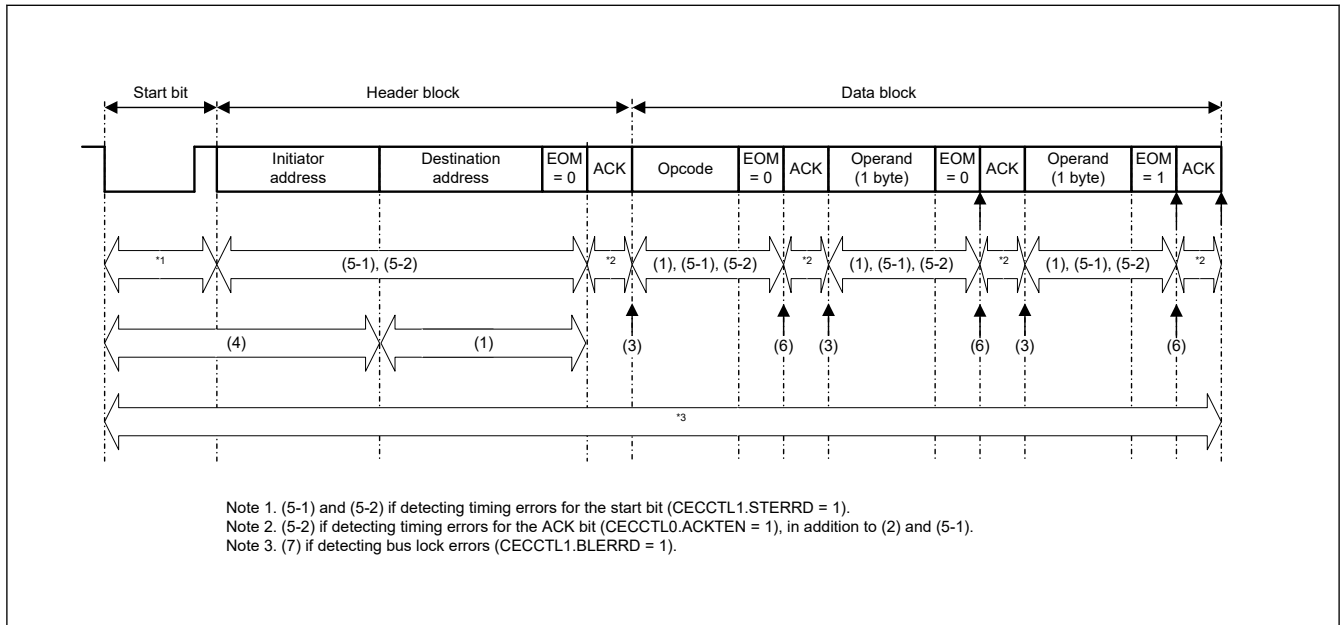 Start bit Header block Data block
Initiator address Destination address EOM = 0 ACK Opcode EOM = 0 ACK Operand (1 byte) EOM = 0 ACK Operand (1 byte) EOM = 1 ACK
*1 (5-1), (5-2) *2 (1), (5-1), (5-2) *2 (1), (5-1), (5-2) *2 (1), (5-1), (5-2) *2
(4) (1) (3) (6) (3) (6) (3) (6)
*3
Note 1. (5-1) and (5-2) if detecting timing errors for the start bit (CECCTL1.STERRD = 1).
Note 2. (5-2) if detecting timing errors for the ACK bit (CECCTL0.ACKTEN = 1), in addition to (2) and (5-1).
Note 3. (7) if detecting bus lock errors (CECCTL1.BLERRD = 1).